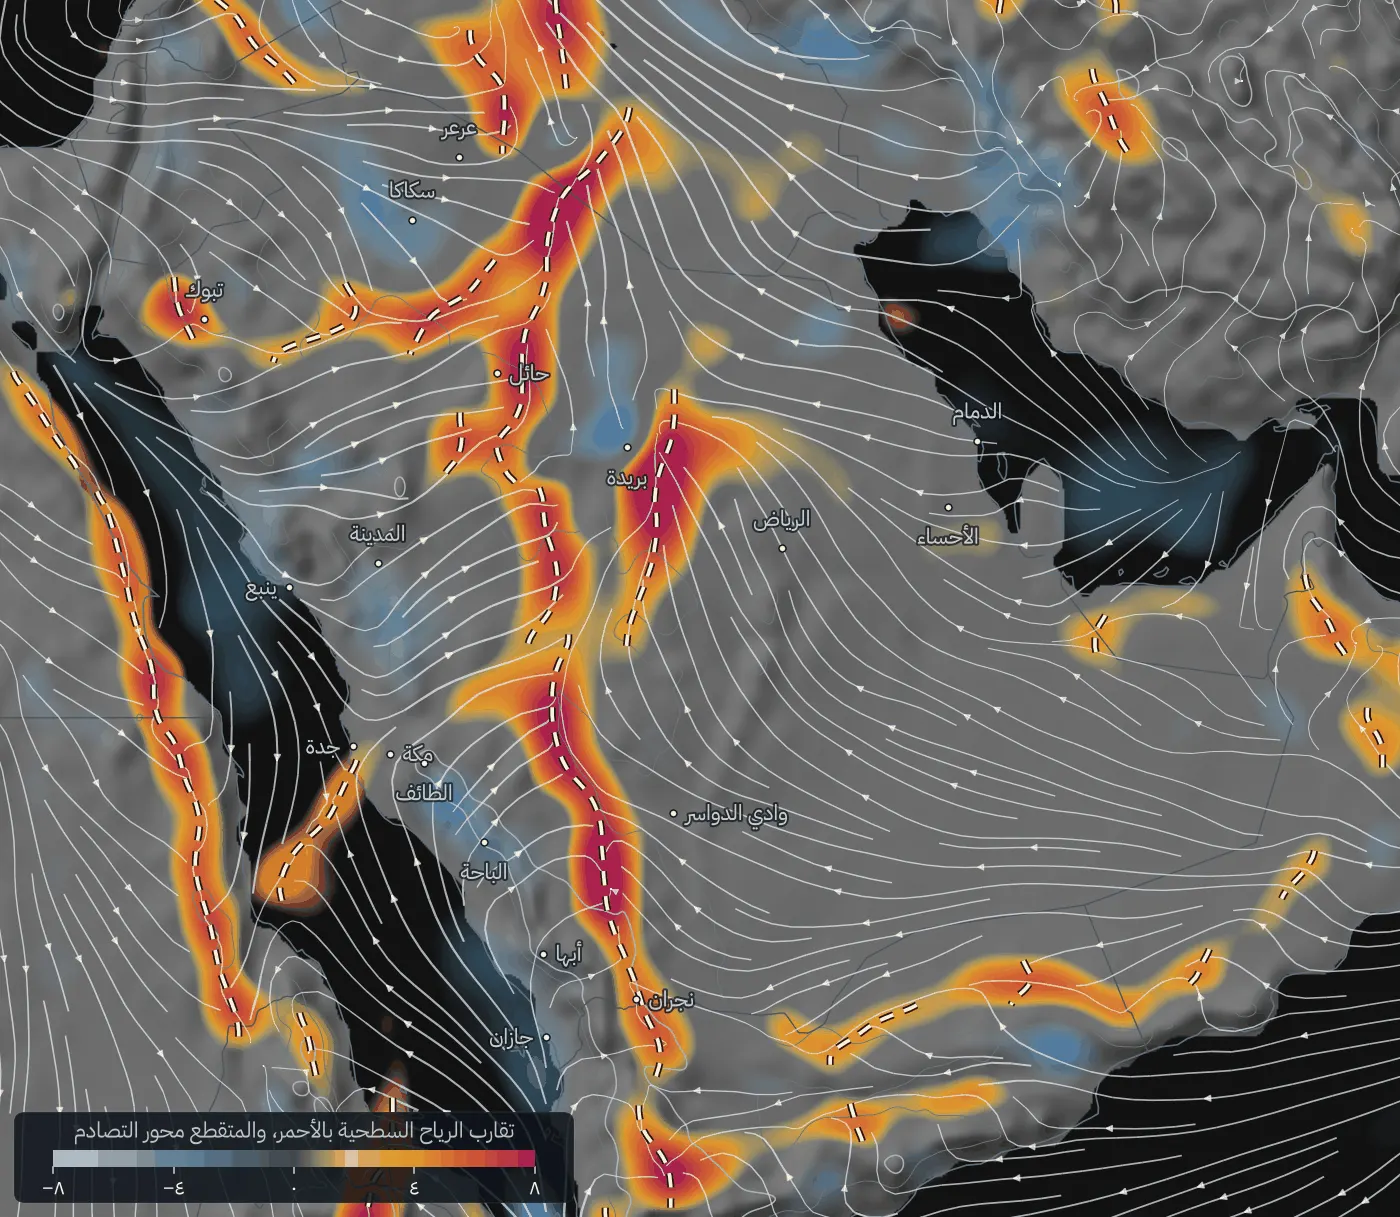 عرعر
سكاكا
تبوك
حائل
الدمام
بريدة
الرياض
الأحساء
المدينة
ينبع
جدة
مكة
الطائف
وادي الدواسر
الباحة
أبها
نجران
جازان
تقارب الرياح السطحية بالأحمر، والمتقطع محور التصادم
−٨ −٤ ٠ ٤ ٨